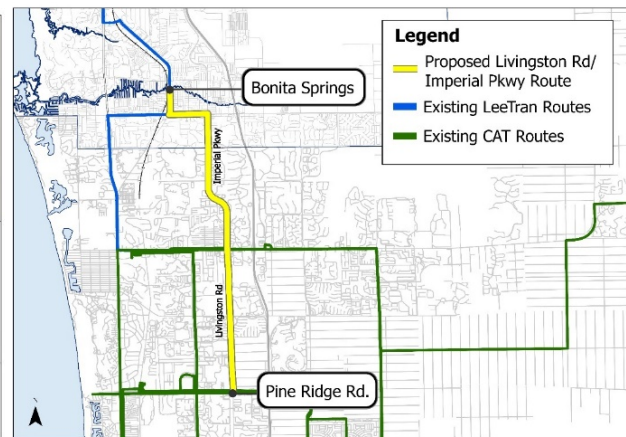 Legend
Proposed Livingston Rd/
Imperial Pkwy Route
Existing LeeTran Routes
Existing CAT Routes
Bonita Springs
Imperial Pkwy
Livingston Rd
Pine Ridge Rd.